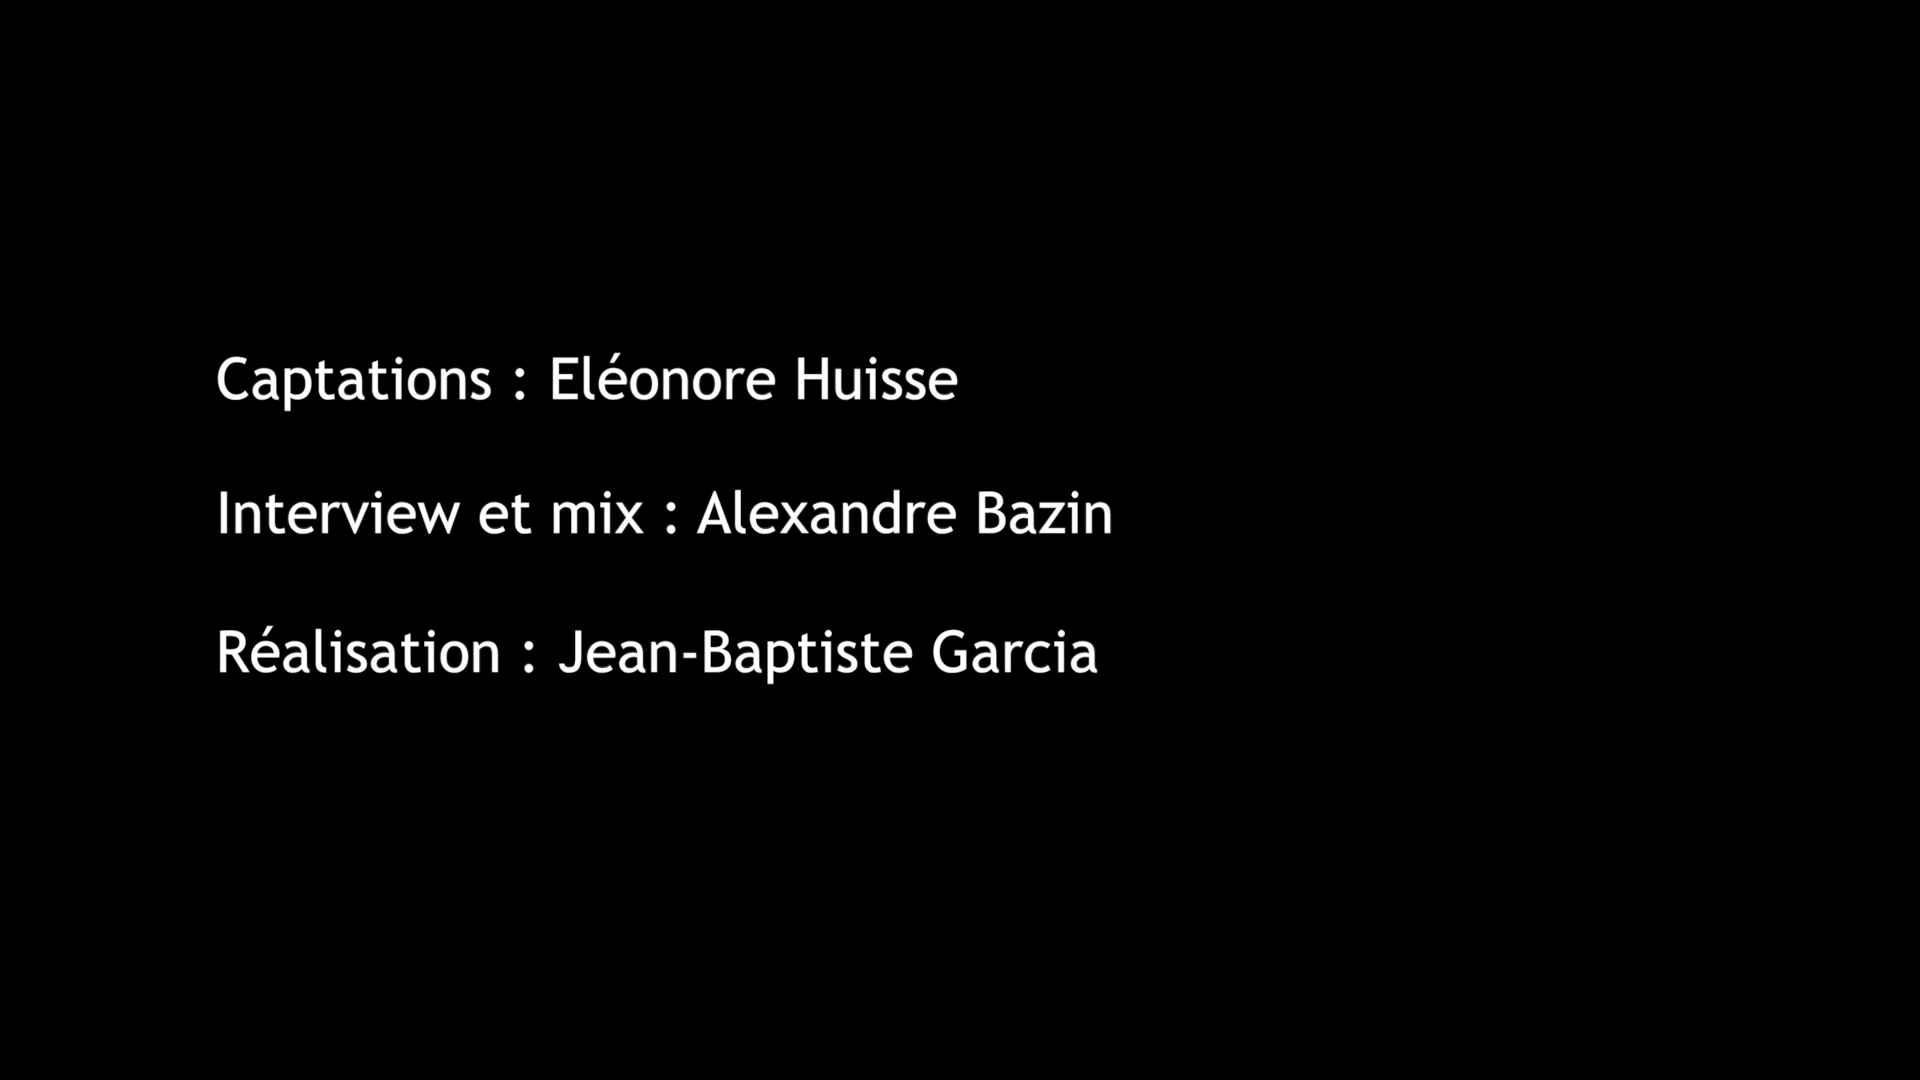 Captations : Eléonore Huisse
Interview et mix : Alexandre Bazin
Réalisation : Jean-Baptiste Garcia